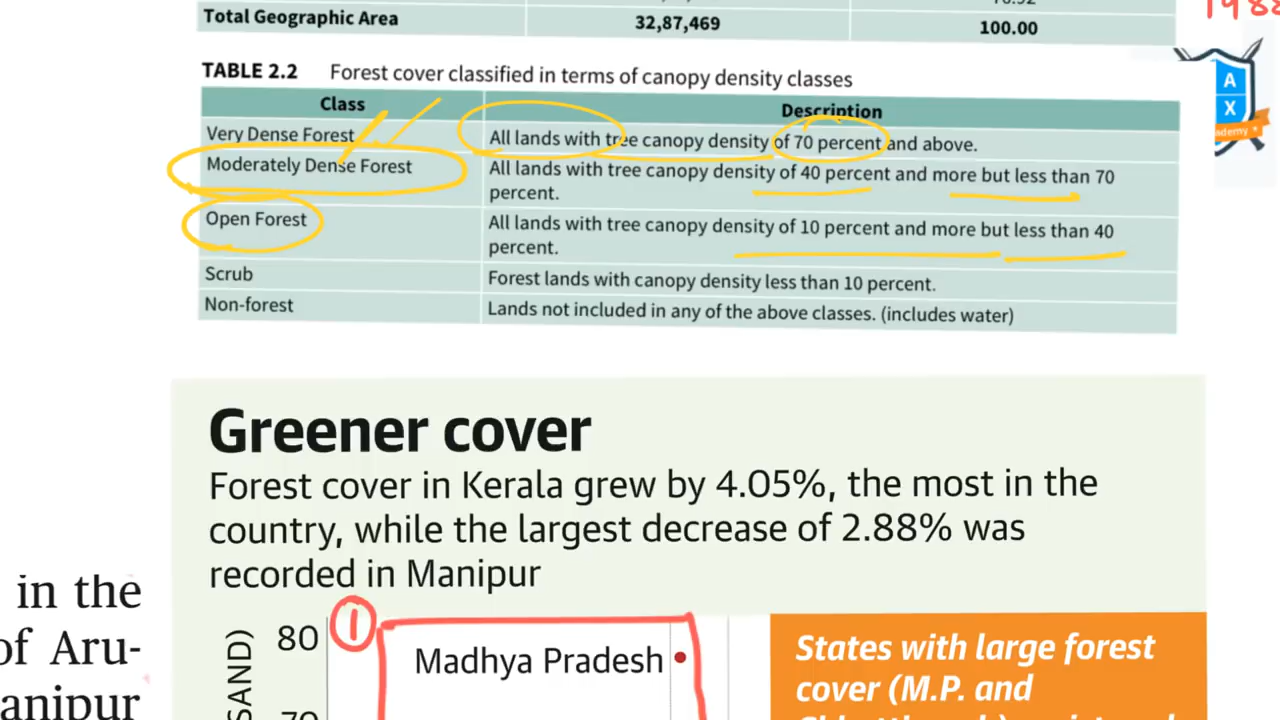 1988
Total Geographic Area 32,87,469 100.00
TABLE 2.2 Forest cover classified in terms of canopy density classes
Class Description
Very Dense Forest All lands with tree canopy density of 70 percent and above.
Moderately Dense Forest All lands with tree canopy density of 40 percent and more but less than 70
percent.
Open Forest All lands with tree canopy density of 10 percent and more but less than 40
percent.
Scrub Forest lands with canopy density less than 10 percent.
Non-forest Lands not included in any of the above classes. (includes water)
A
X
ademy
Greener cover
Forest cover in Kerala grew by 4.05%, the most in the
country, while the largest decrease of 2.88% was
recorded in Manipur
in the
of Aru-
anipur
1
80
Madhya Pradesh
SAND)
States with large forest
cover (M.P. and